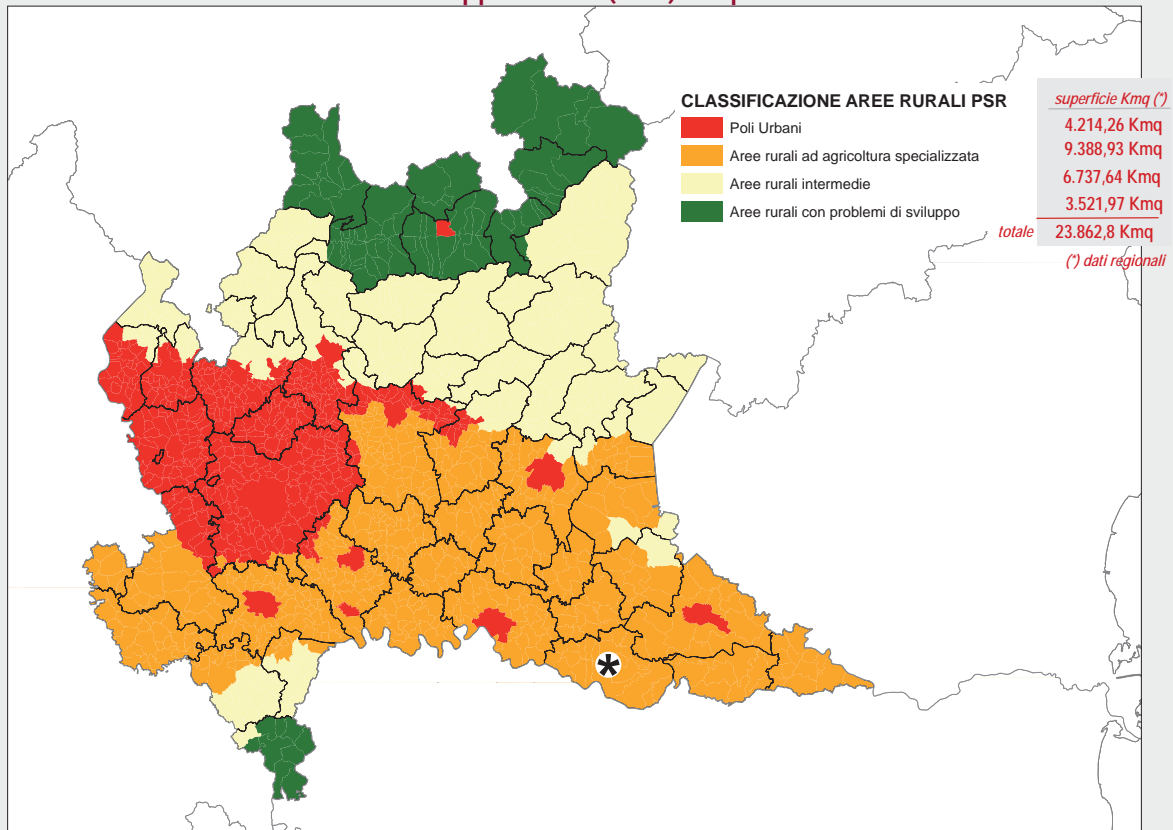 CLASSIFICAZIONE AREE RURALI PSR
Poli Urbani
Aree rurali ad agricoltura specializzata
Aree rurali intermedie
Aree rurali con problemi di sviluppo
superficie Kmq (*)
4.214,26 Kmq
9.388,93 Kmq
6.737,64 Kmq
3.521,97 Kmq
totale 23.862,8 Kmq
(*) dati regionali
*